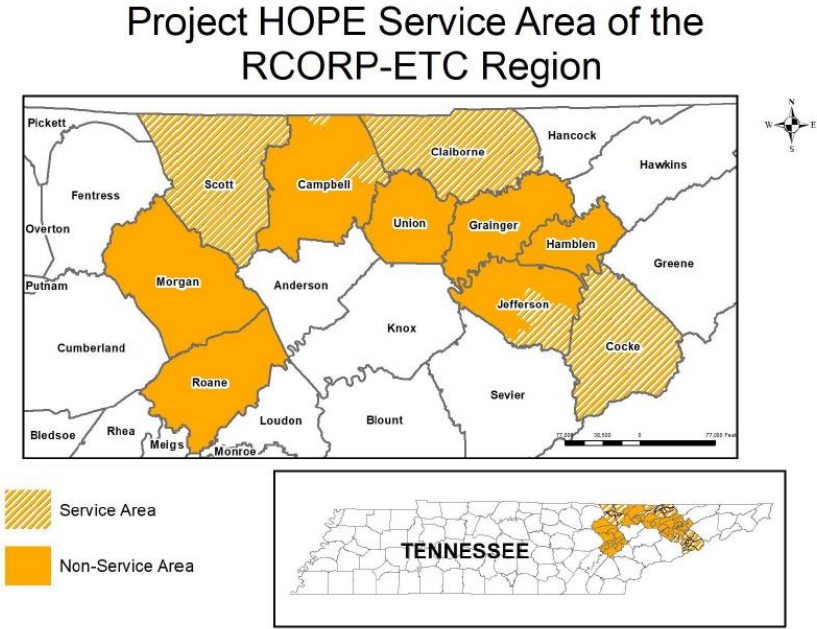 Project HOPE Service Area of the
RCORP-ETC Region
N
W E
S
Pickett
Hancock
Claiborne
Hawkins
Scott
Campbell
Fentress
Union
Grainger
Overton
Hamblen
Greene
Putnam
Morgan
Anderson
Jefferson
Knox
Cumberland
Cocke
Roane
Sevier
Loudon
Blount
Rhea
Bledsoe
Meigs
Monroe
77,000 38,500 0 77,000 Feet
Service Area
Non-Service Area
TENNESSEE